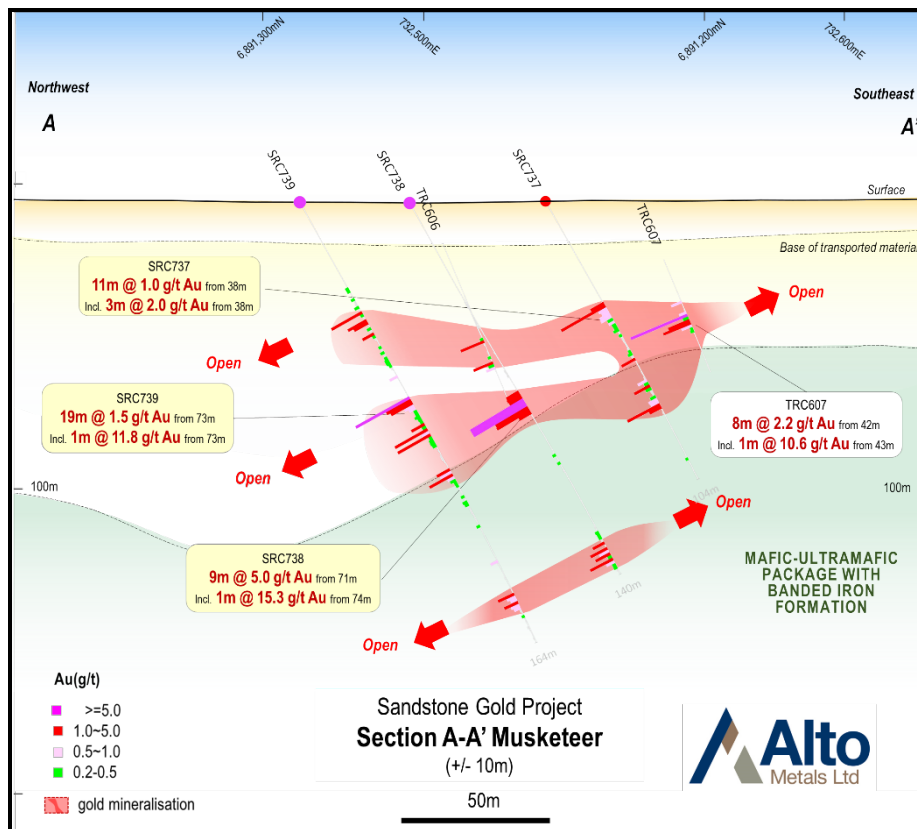 6,891,300mN
732,500mE
6,891,200mN
732,600mE
Northwest
Southeast
A
A'
SRC739
SRC738
TRC606
SRC737
TRC607
Surface
Base of transported material
SRC737
11m @ 1.0 g/t Au from 38m
Incl. 3m @ 2.0 g/t Au from 38m
Open
Open
SRC739
19m @ 1.5 g/t Au from 73m
Incl. 1m @ 11.8 g/t Au from 73m
TRC607
8m @ 2.2 g/t Au from 42m
Incl. 1m @ 10.6 g/t Au from 43m
Open
100m
100m
104m
Open
SRC738
9m @ 5.0 g/t Au from 71m
Incl. 1m @ 15.3 g/t Au from 74m
MAFIC-ULTRAMAFIC
PACKAGE WITH
BANDED IRON
FORMATION
140m
Open
164m
Au(g/t)
>=5.0
1.0~5.0
0.5~1.0
0.2-0.5
gold mineralisation
Sandstone Gold Project
Section A-A' Musketeer
(+/- 10m)
50m
Alto
Metals Ltd